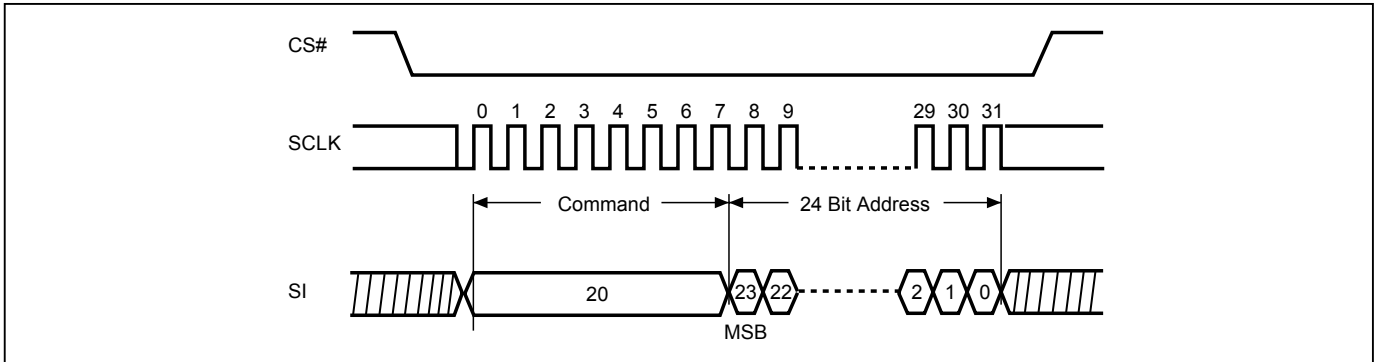 CS#
0 1 2 3 4 5 6 7 8 9 29 30 31
SCLK
Command 24 Bit Address
SI 20 23 22 2 1 0
MSB